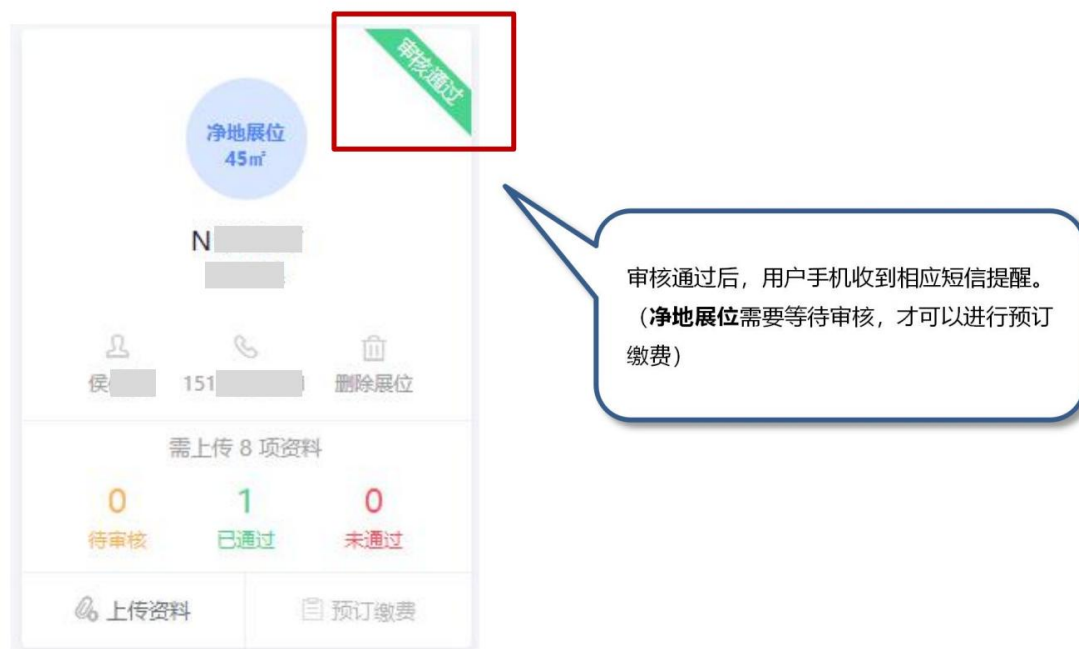 审核通过
净地展位
45㎡
N
侯
151
删除展位
需上传 8 项资料
0
1
0
待审核
已通过
未通过
上传资料
预订缴费
审核通过后，用户手机收到相应短信提醒。
（净地展位需要等待审核，才可以进行预订
缴费）